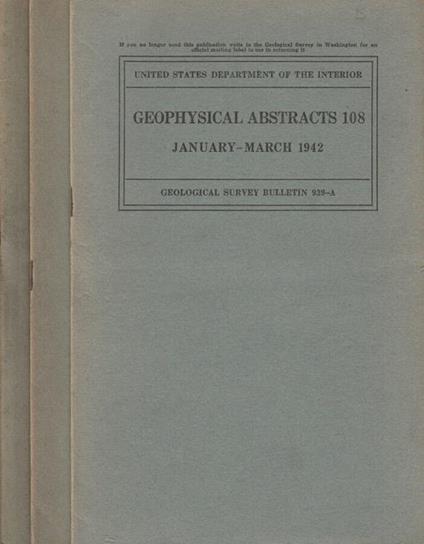 If you no longer need this publication write to the Geological Survey in Washington for an
official mailing label to use in returning it
UNITED STATES DEPARTMENT OF THE INTERIOR
GEOPHYSICAL ABSTRACTS 108
JANUARY–MARCH 1942
GEOLOGICAL SURVEY BULLETIN 939–A